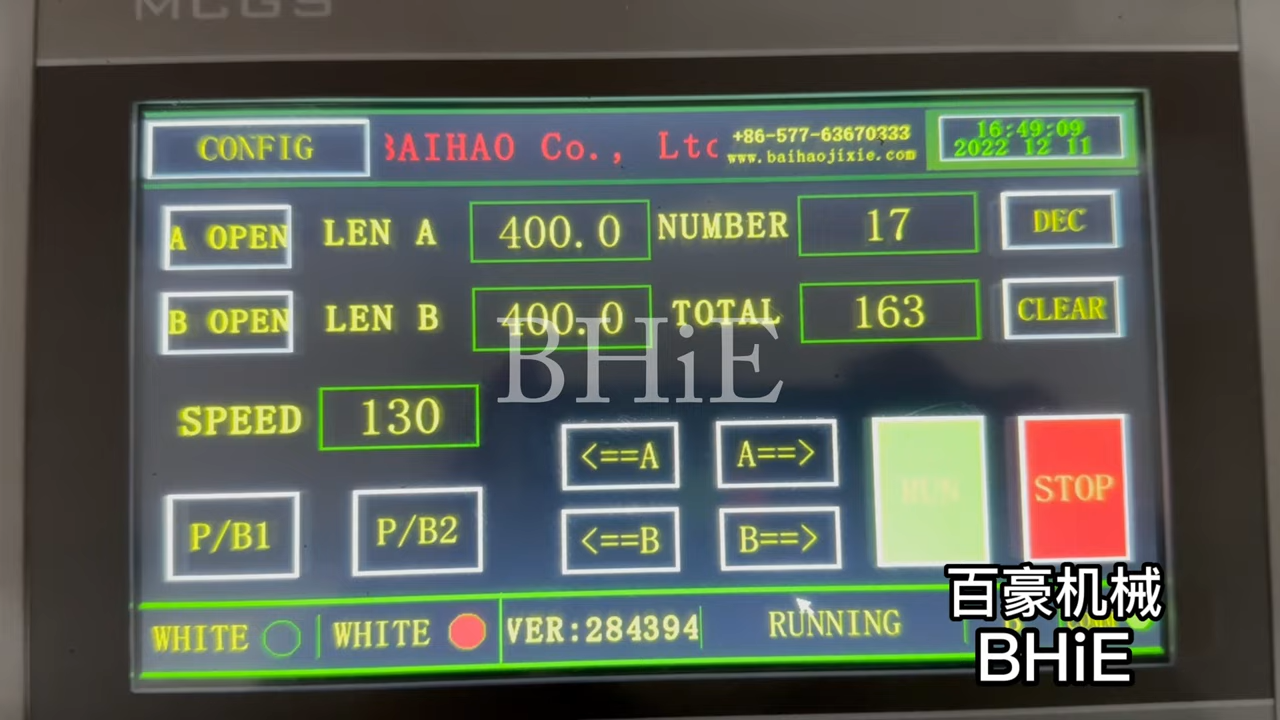 MCGS
CONFIG
BAIHAO Co., Ltd
+86-577-63670333
www.baihaojixie.com
16:49:09
2022 12 11
A OPEN
LEN A
400.0
NUMBER
17
DEC
B OPEN
LEN B
400.0
TOTAL
163
CLEAR
BHiE
SPEED
130
<==A
A==>
RUN
STOP
P/B1
P/B2
<==B
B==>
WHITE
WHITE
VER:284394
RUNNING
百豪机械
BHiE